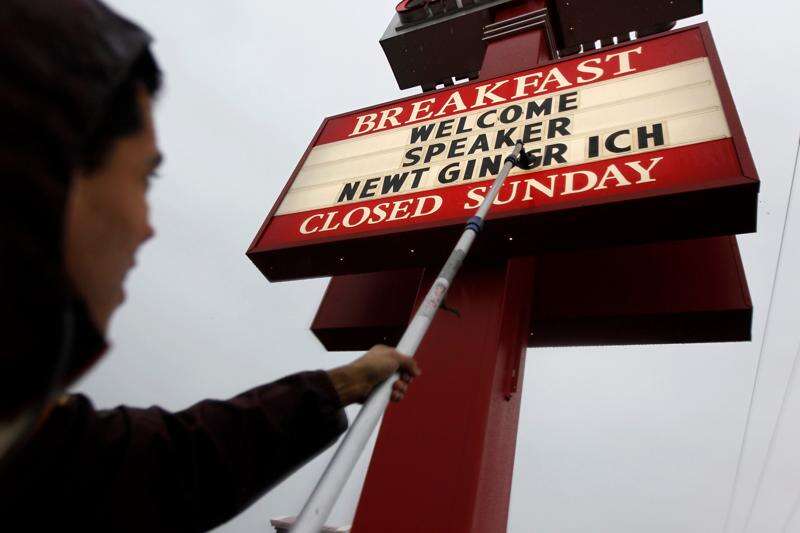 BREAKFAST
WELCOME
SPEAKER
NEWT GINGR ICH
CLOSED SUNDAY